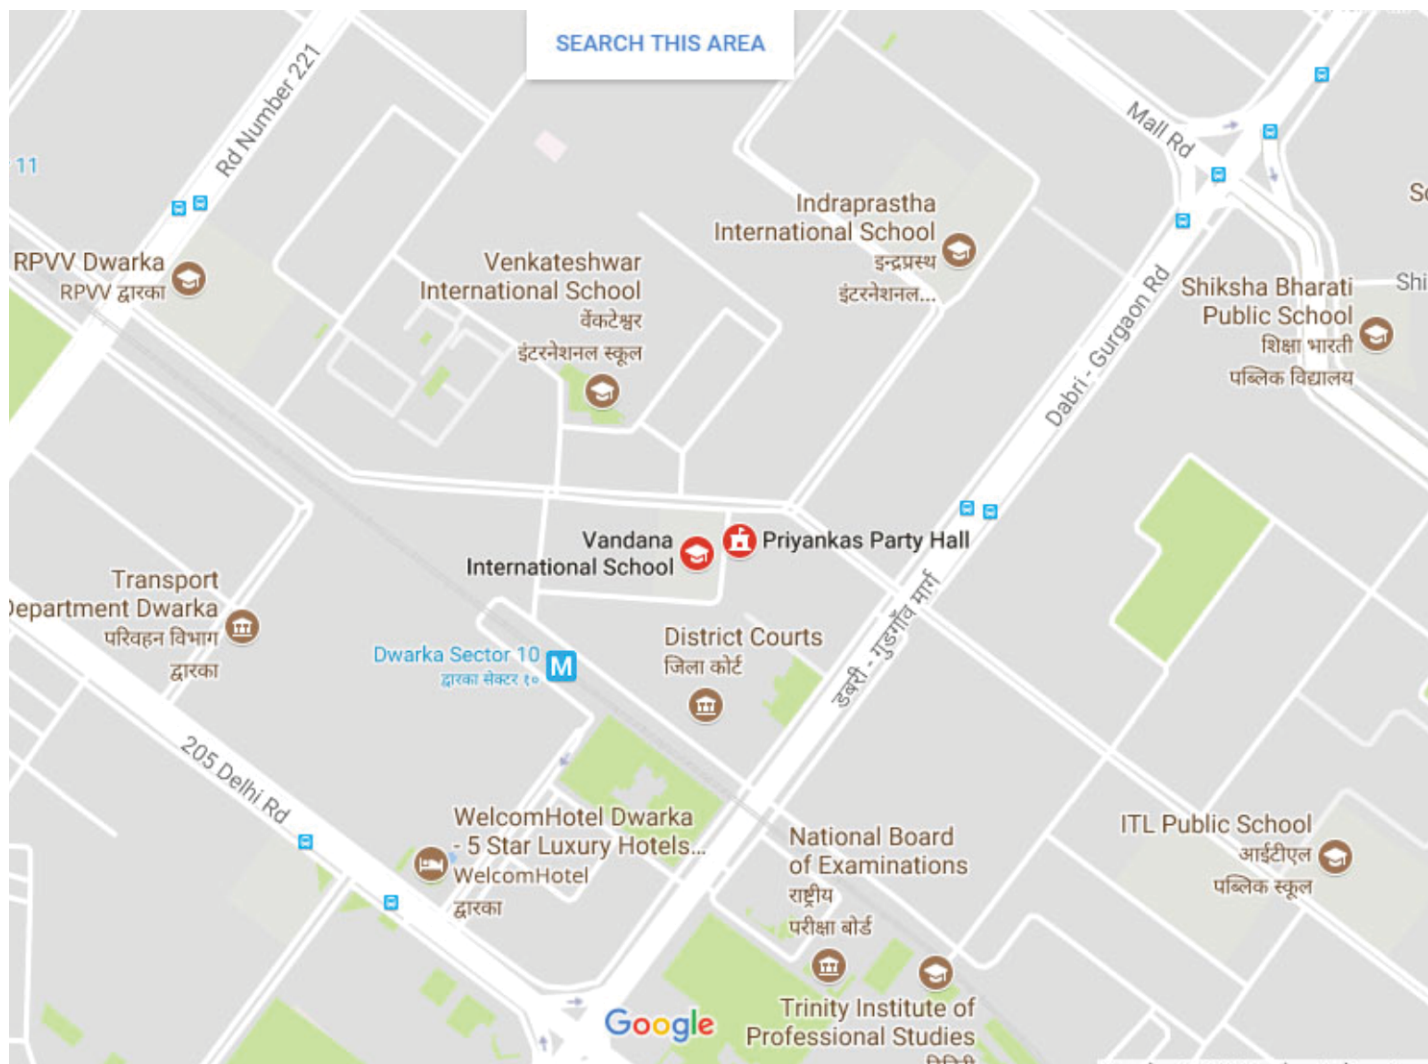 SEARCH THIS AREA
Rd Number 221
Mall Rd
11
Indraprastha
International School
इन्द्रप्रस्थ
इंटरनेशनल...
RPVV Dwarka
RPVV द्वारका
Venkateshwar
International School
वेंकटेश्वर
इंटरनेशनल स्कूल
Shiksha Bharati
Public School
शिक्षा भारती
पब्लिक विद्यालय
Dabri - Gurgaon Rd
Vandana
International School
Priyankas Party Hall
Transport
Department Dwarka
परिवहन विभाग
द्वारका
डबरी - गुडगाँव मार्ग
District Courts
जिला कोर्ट
Dwarka Sector 10
द्वारका सेक्टर १०
M
205 Delhi Rd
WelcomHotel Dwarka
- 5 Star Luxury Hotels...
WelcomHotel
द्वारका
National Board
of Examinations
राष्ट्रीय
परीक्षा बोर्ड
ITL Public School
आईटीएल
पब्लिक स्कूल
Trinity Institute of
Professional Studies
Google